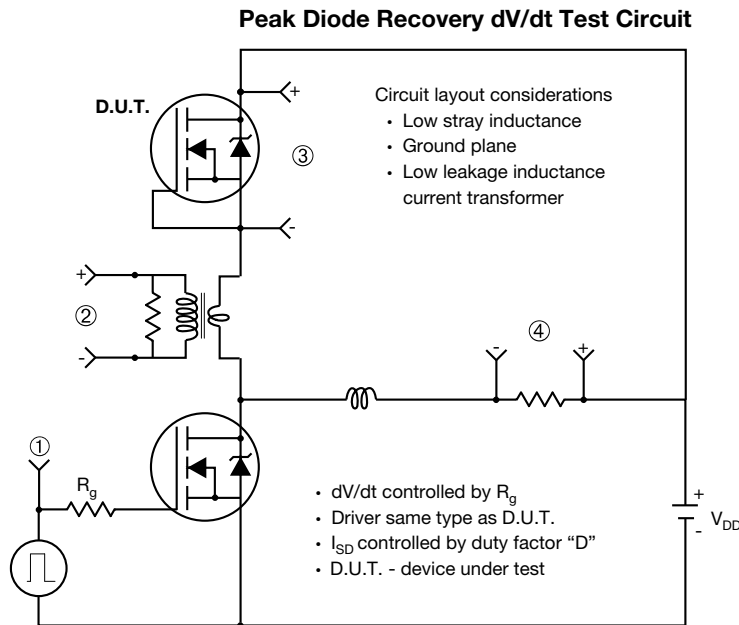 Peak Diode Recovery dV/dt Test Circuit
D.U.T.
+
-
③
Circuit layout considerations
• Low stray inductance
• Ground plane
• Low leakage inductance
current transformer
+
②
-
-
④
+
①
Rg
• dV/dt controlled by Rg
• Driver same type as D.U.T.
• ISD controlled by duty factor “D”
• D.U.T. - device under test
+
-
VDD